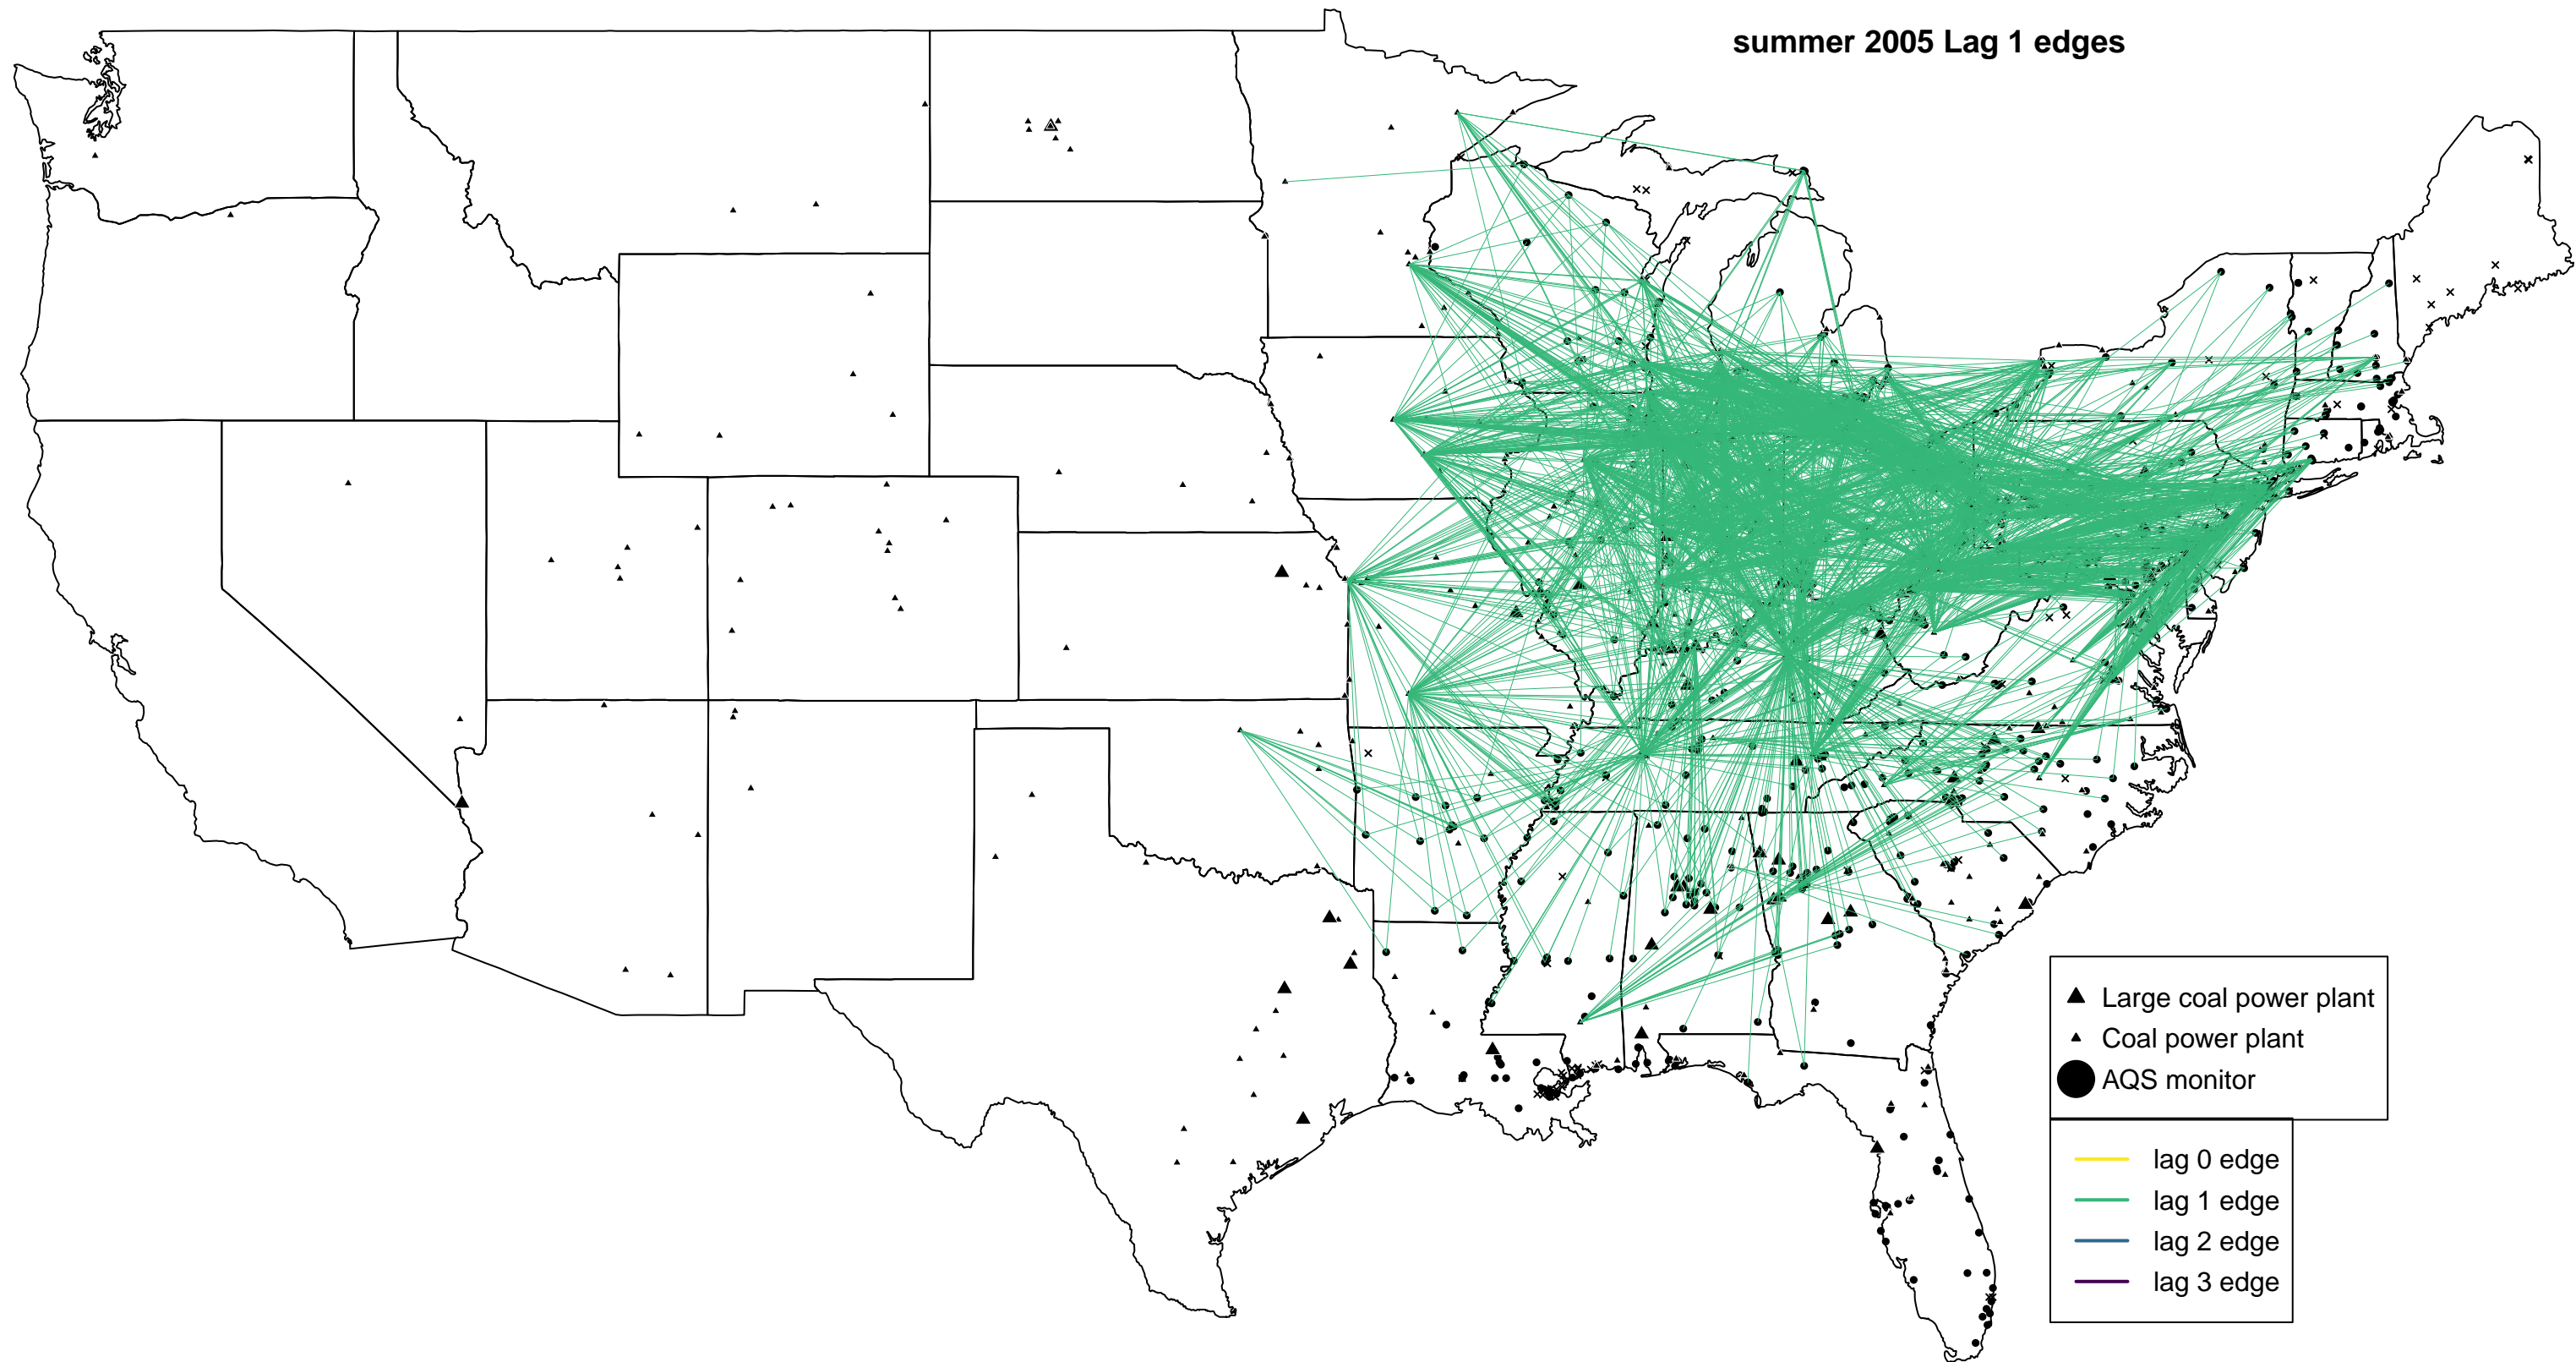 summer 2005 Lag 1 edges
Large coal power plant
Coal power plant
AQS monitor
lag 0 edge
lag 1 edge
lag 2 edge
lag 3 edge